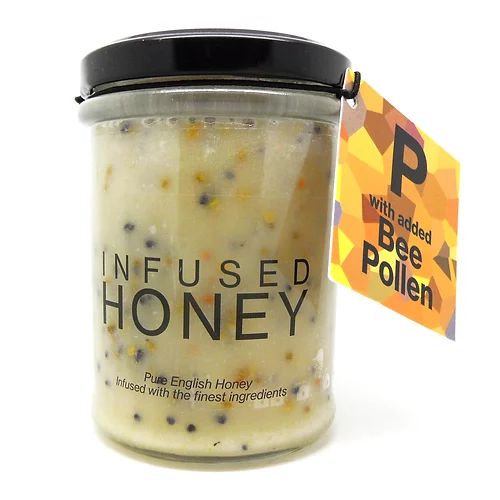 INFUSED
HONEY
Pure English Honey
Infused with the finest ingredients
P
with added
Bee
Pollen